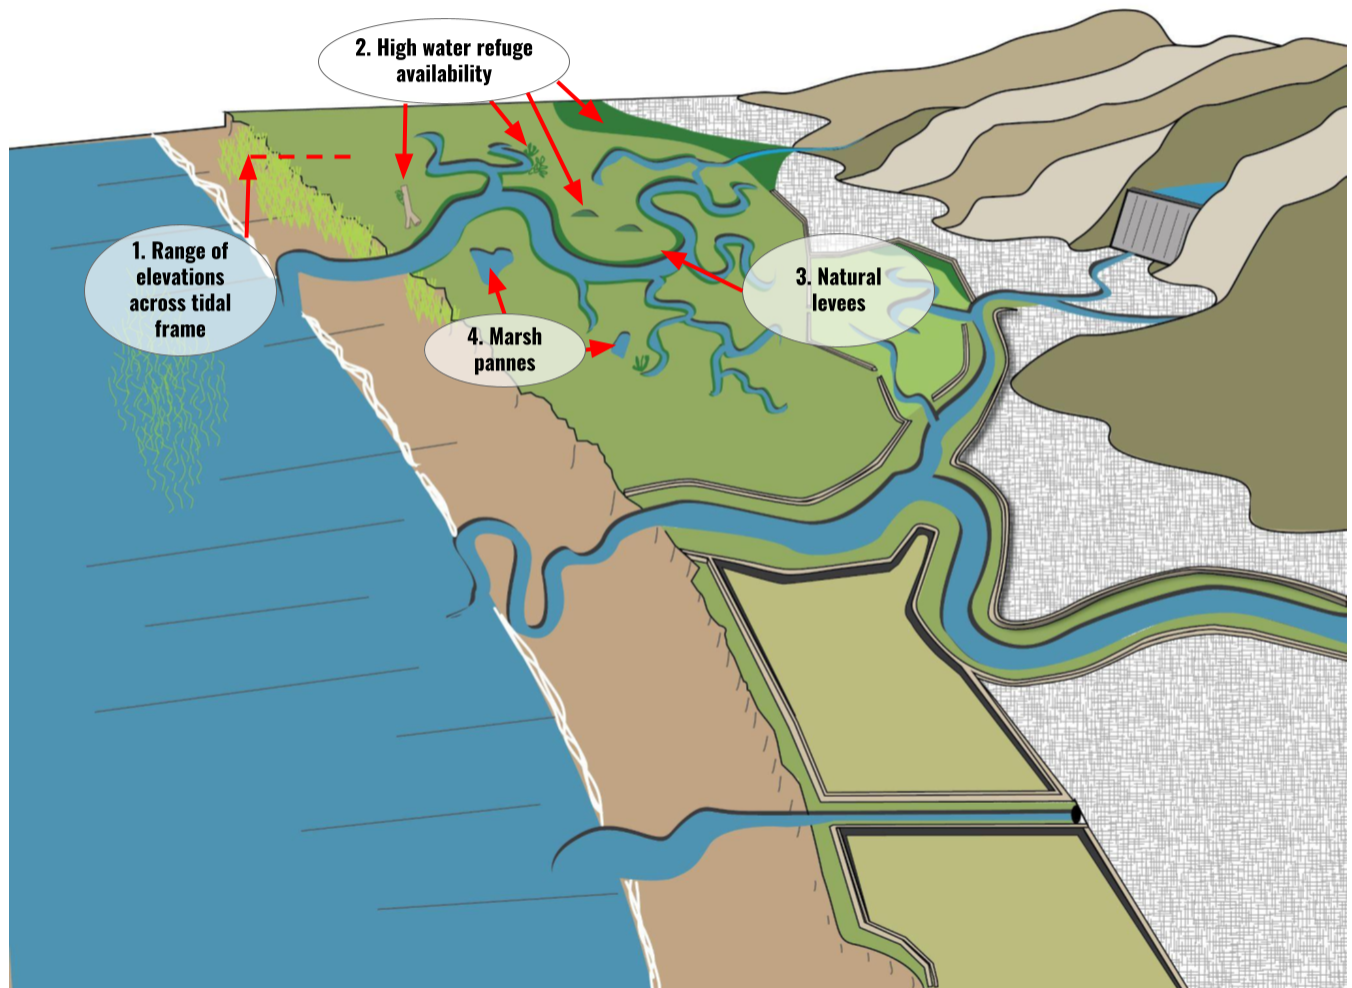 2. High water refuge
availability
1. Range of
elevations
across tidal
frame
3. Natural
levees
4. Marsh
pannes